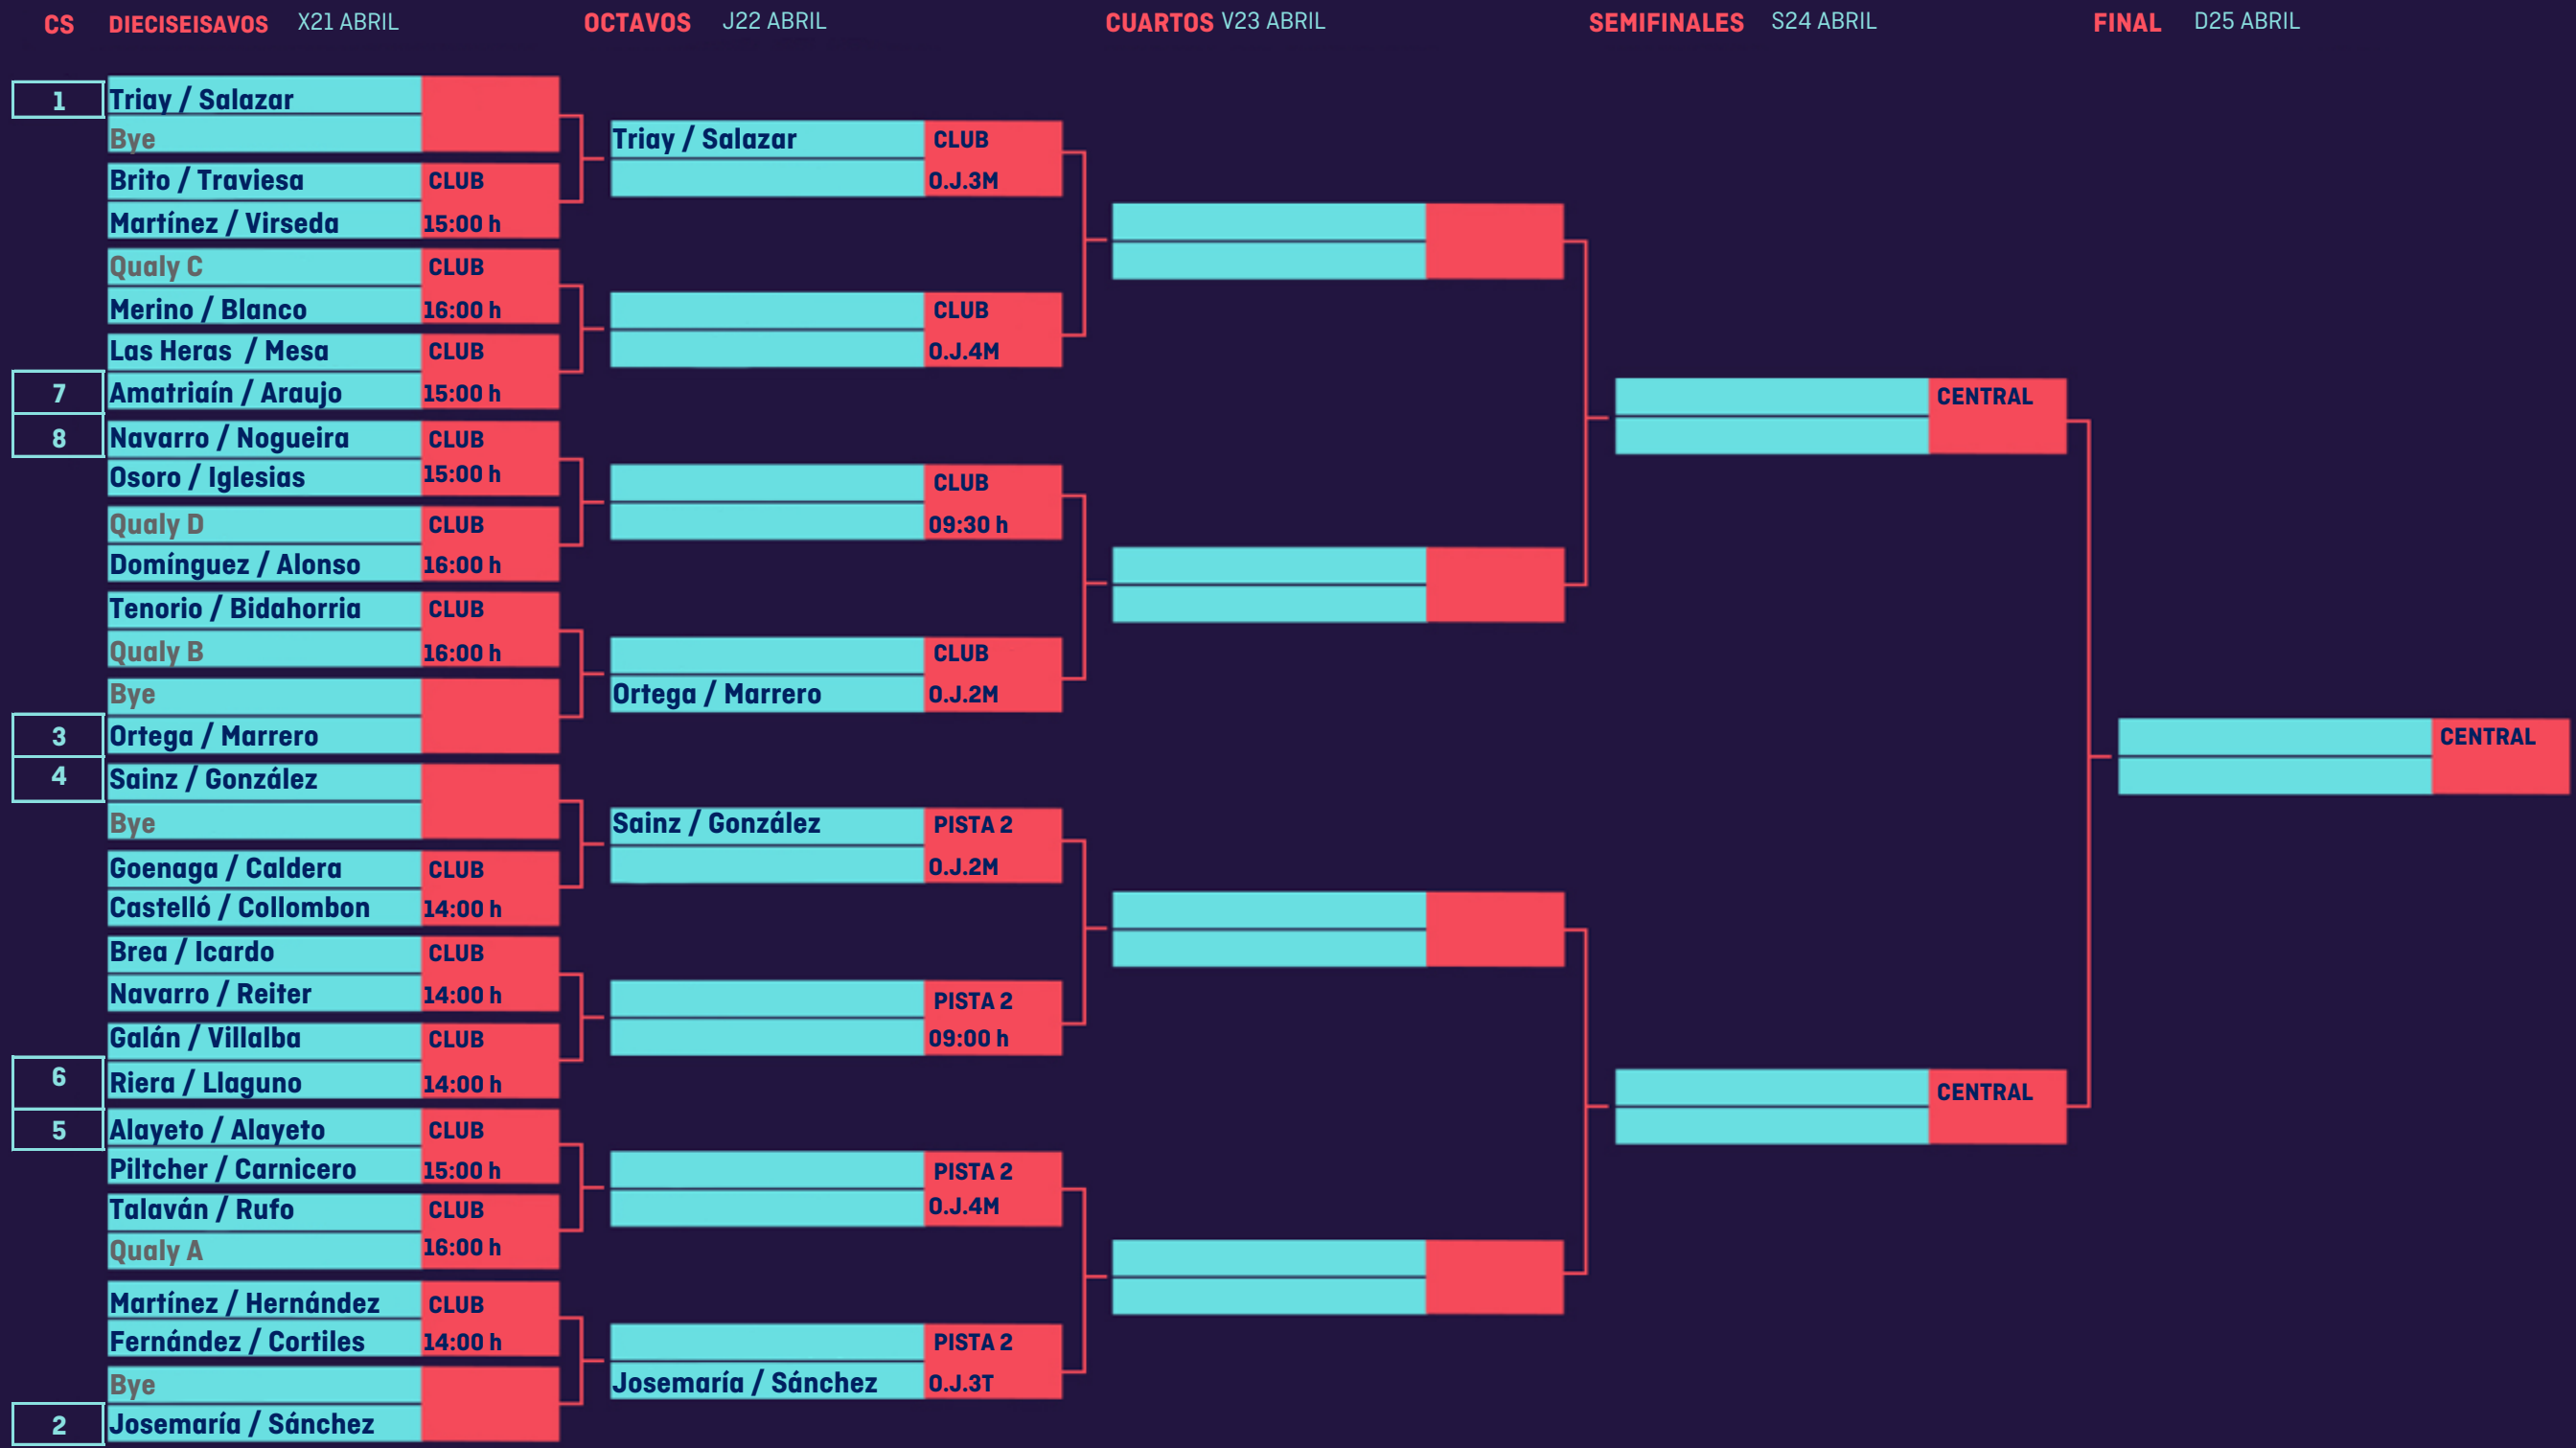 CS DIECISEISAVOS X21 ABRIL OCTAVOS J22 ABRIL CUARTOS V23 ABRIL SEMIFINALES S24 ABRIL FINAL D25 ABRIL
1 Triay / Salazar
Bye
Brito / Traviesa CLUB
Martínez / Virseda 15:00 h
Qualy C CLUB
Merino / Blanco 16:00 h
Las Heras / Mesa CLUB
7 Amatriaín / Araujo 15:00 h
8 Navarro / Nogueira CLUB
Osoro / Iglesias 15:00 h
Qualy D CLUB
Domínguez / Alonso 16:00 h
Tenorio / Bidahorria CLUB
Qualy B 16:00 h
Bye
3 Ortega / Marrero
4 Sainz / González
Bye
Goenaga / Caldera CLUB
Castelló / Collombon 14:00 h
Brea / Icardo CLUB
Navarro / Reiter 14:00 h
Galán / Villalba CLUB
6 Riera / Llaguno 14:00 h
5 Alayeto / Alayeto CLUB
Piltcher / Carnicero 15:00 h
Talaván / Rufo CLUB
Qualy A 16:00 h
Martínez / Hernández CLUB
Fernández / Cortiles 14:00 h
Bye
2 Josemaría / Sánchez
Triay / Salazar CLUB
O.J.3M
CLUB
O.J.4M
CLUB
09:30 h
CLUB
Ortega / Marrero O.J.2M
Sainz / González PISTA 2
O.J.2M
PISTA 2
09:00 h
PISTA 2
O.J.4M
PISTA 2
Josemaría / Sánchez O.J.3T
CENTRAL
CENTRAL
CENTRAL